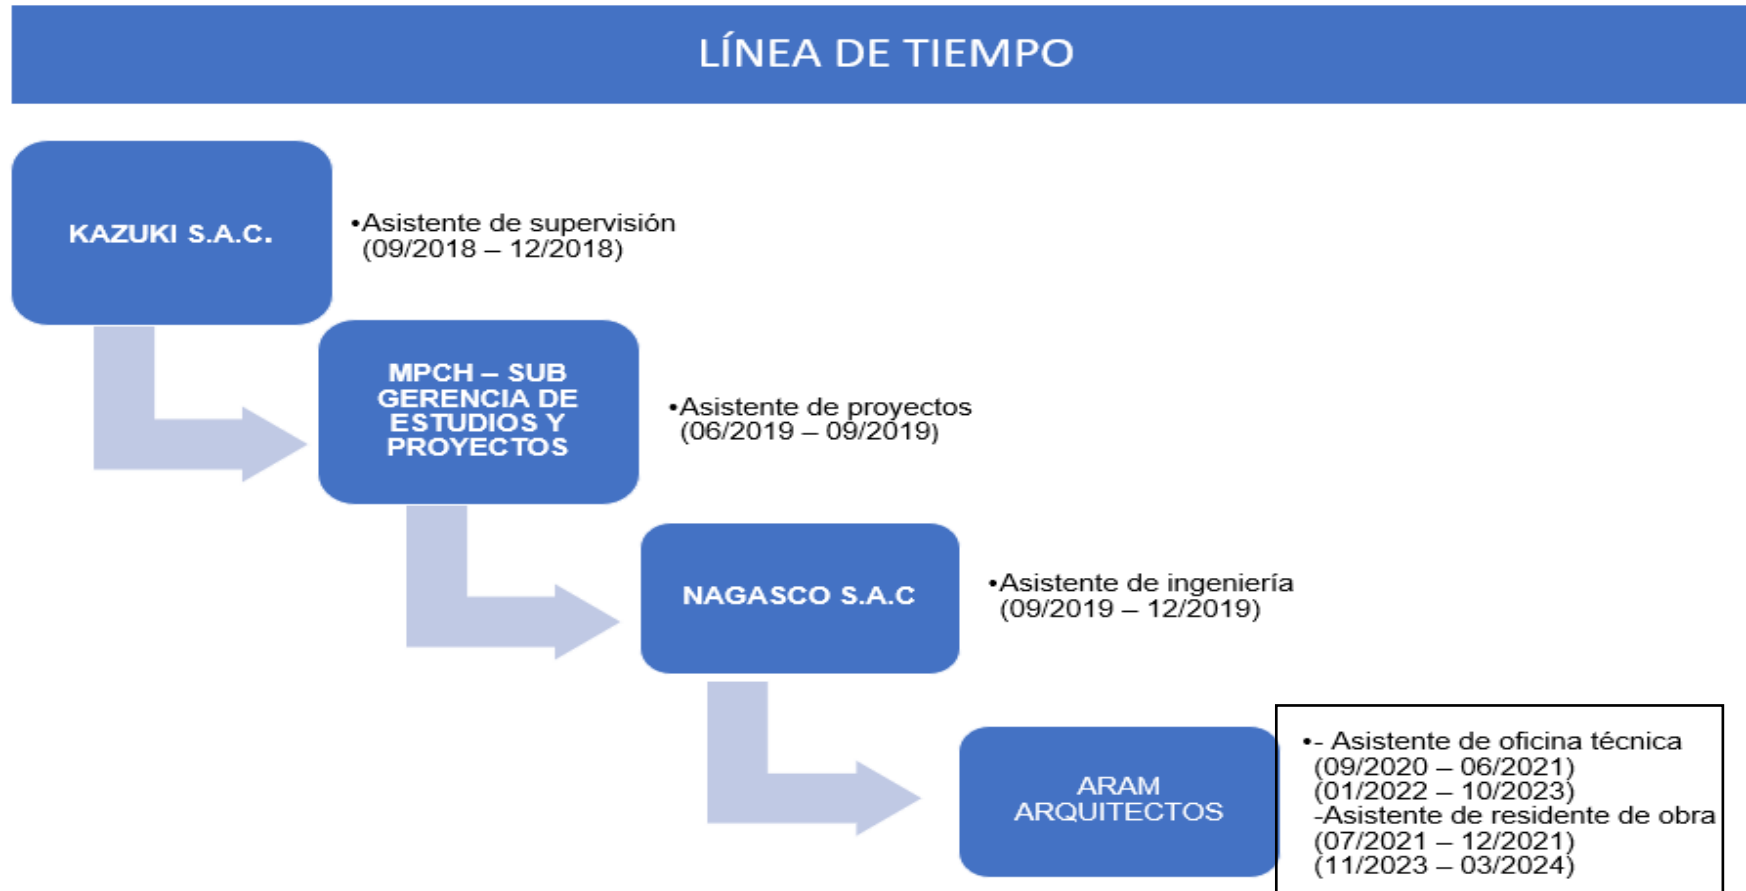 LÍNEA DE TIEMPO
KAZUKI S.A.C.
•Asistente de supervisión
(09/2018 – 12/2018)
MPCH – SUB
GERENCIA DE
ESTUDIOS Y
PROYECTOS
•Asistente de proyectos
(06/2019 – 09/2019)
NAGASCO S.A.C
•Asistente de ingeniería
(09/2019 – 12/2019)
ARAM
ARQUITECTOS
•- Asistente de oficina técnica
(09/2020 – 06/2021)
(01/2022 – 10/2023)
-Asistente de residente de obra
(07/2021 – 12/2021)
(11/2023 – 03/2024)